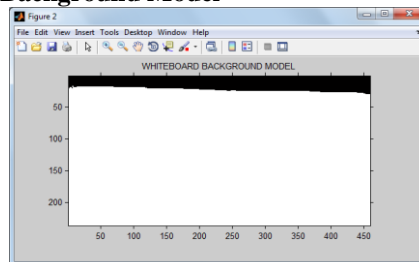 Background Model
Figure 2
File Edit View Insert Tools Desktop Window Help
WHITEBOARD BACKGROUND MODEL
50
100
150
200
50 100 150 200 250 300 350 400 450